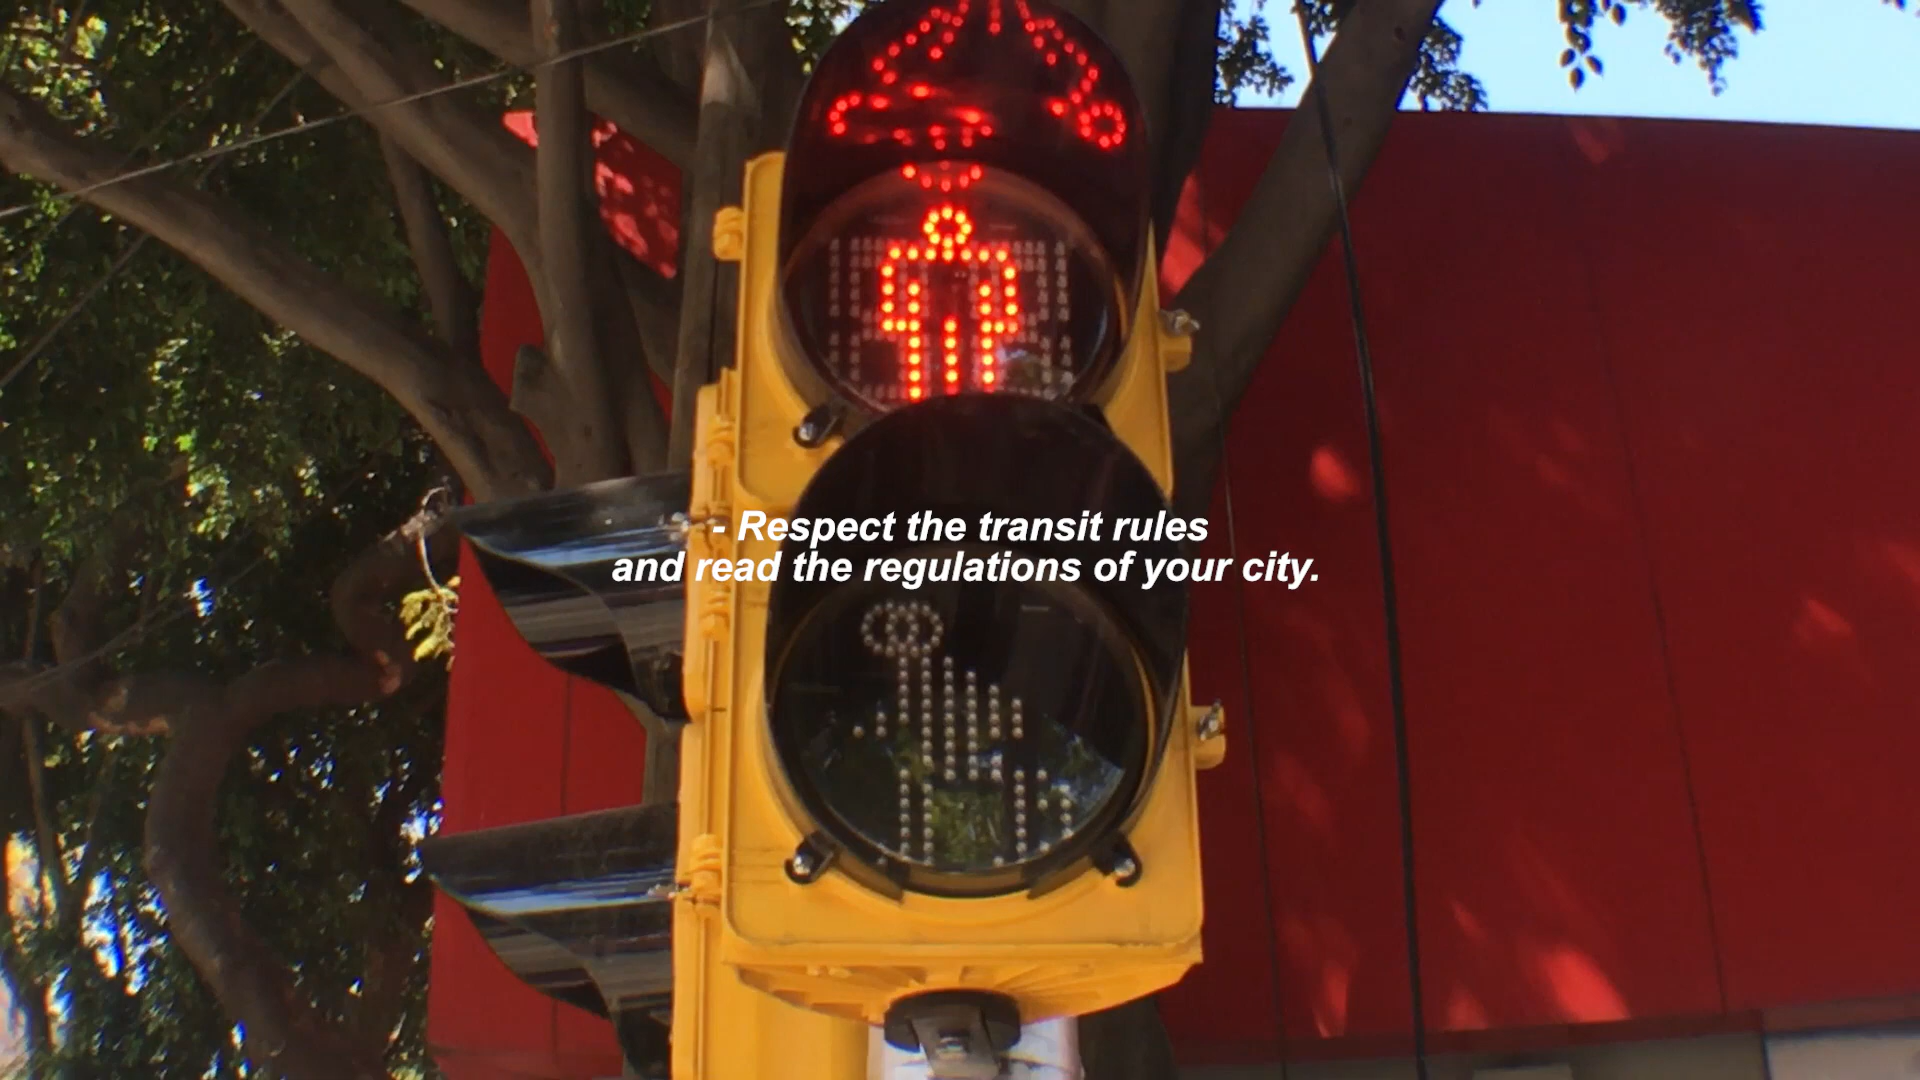 - Respect the transit rules
and read the regulations of your city.